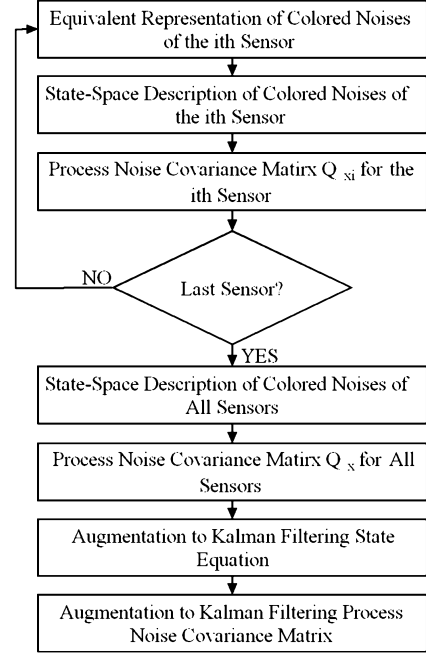 Equivalent Representation of Colored Noises
of the ith Sensor
State-Space Description of Colored Noises of
the ith Sensor
Process Noise Covariance Matirx Q xi for the
ith Sensor
Last Sensor?
NO
YES
State-Space Description of Colored Noises of
All Sensors
Process Noise Covariance Matirx Q x for All
Sensors
Augmentation to Kalman Filtering State
Equation
Augmentation to Kalman Filtering Process
Noise Covariance Matrix